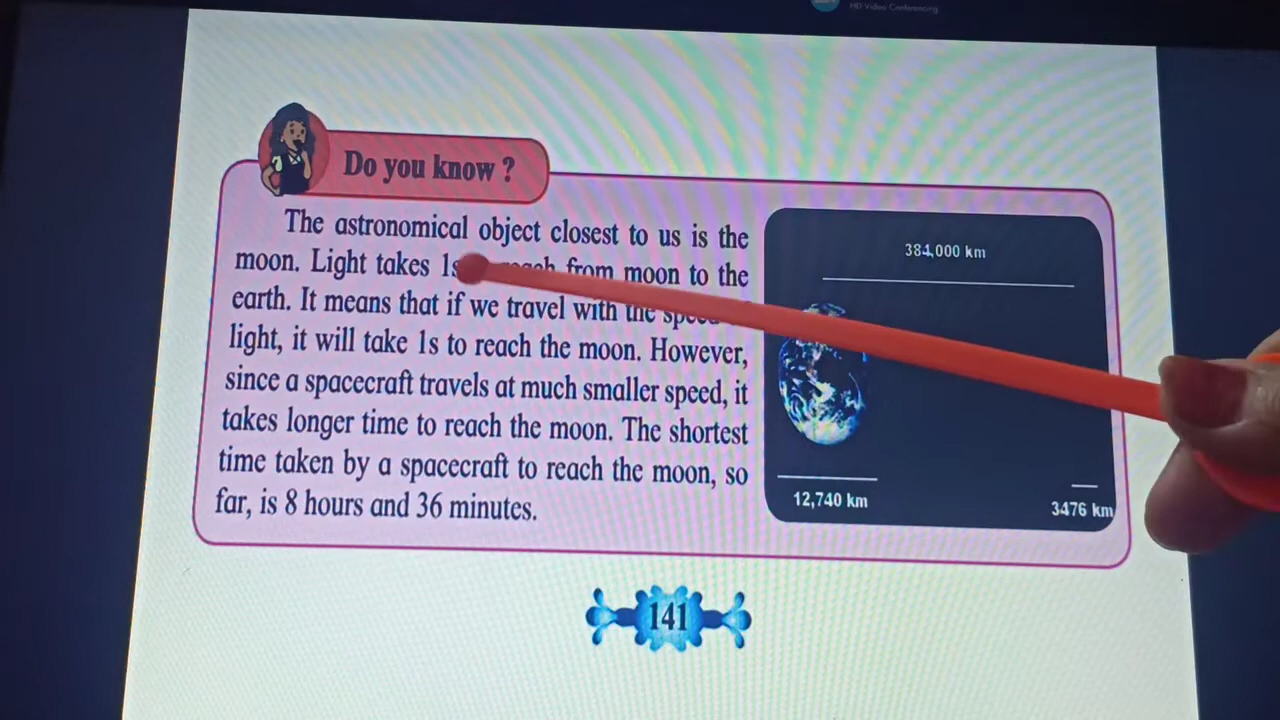 HD Video Conferencing
Do you know ?
The astronomical object closest to us is the
moon. Light takes 1s reach from moon to the
earth. It means that if we travel with the speed
light, it will take 1s to reach the moon. However,
since a spacecraft travels at much smaller speed, it
takes longer time to reach the moon. The shortest
time taken by a spacecraft to reach the moon, so
far, is 8 hours and 36 minutes.
384,000 km
12,740 km
3476 km
141